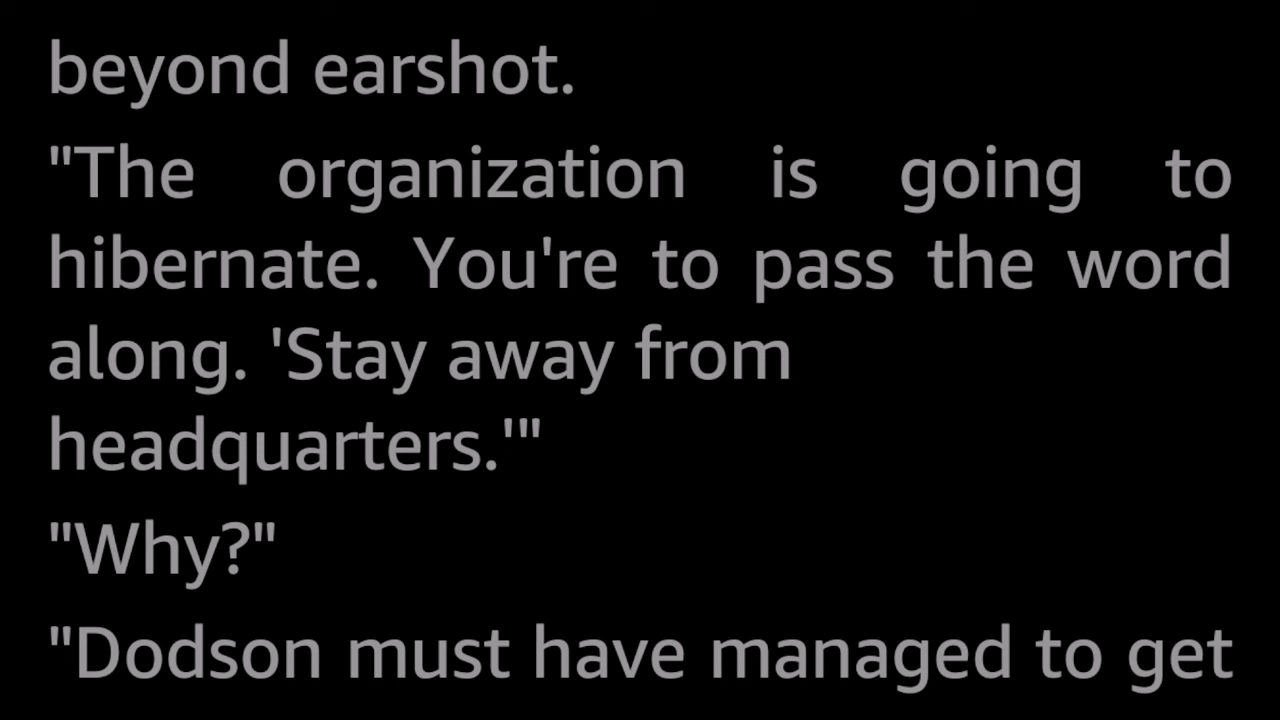 beyond earshot.
"The organization is going to
hibernate. You're to pass the word
along. 'Stay away from
headquarters.'"
"Why?"
"Dodson must have managed to get